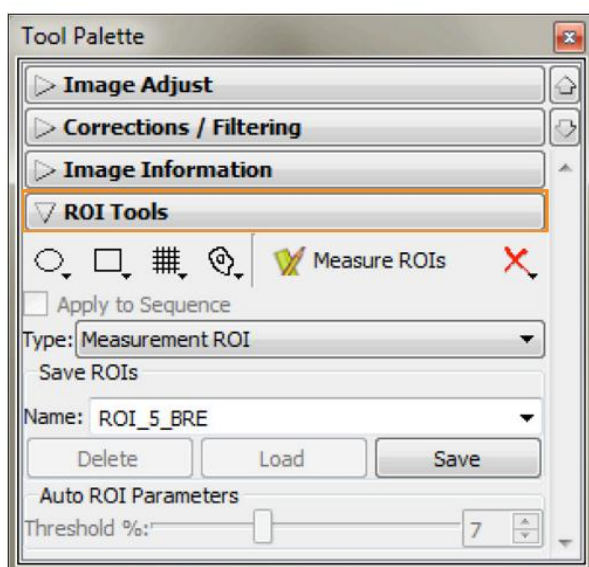 Tool Palette
Image Adjust
Corrections / Filtering
Image Information
ROI Tools
Measure ROIs
Apply to Sequence
Type: Measurement ROI
Save ROIs
Name: ROI_5_BRE
Delete Load Save
Auto ROI Parameters
Threshold %: 7